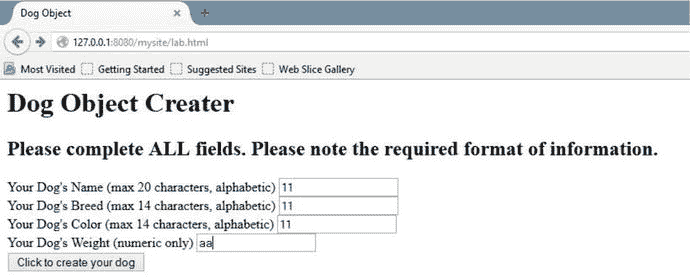 Dog Object
127.0.0.1:8080/mysite/lab.html
Most Visited Getting Started Suggested Sites Web Slice Gallery
Dog Object Creater
Please complete ALL fields. Please note the required format of information.
Your Dog's Name (max 20 characters, alphabetic) 11
Your Dog's Breed (max 14 characters, alphabetic) 11
Your Dog's Color (max 14 characters, alphabetic) 11
Your Dog's Weight (numeric only) aa
Click to create your dog